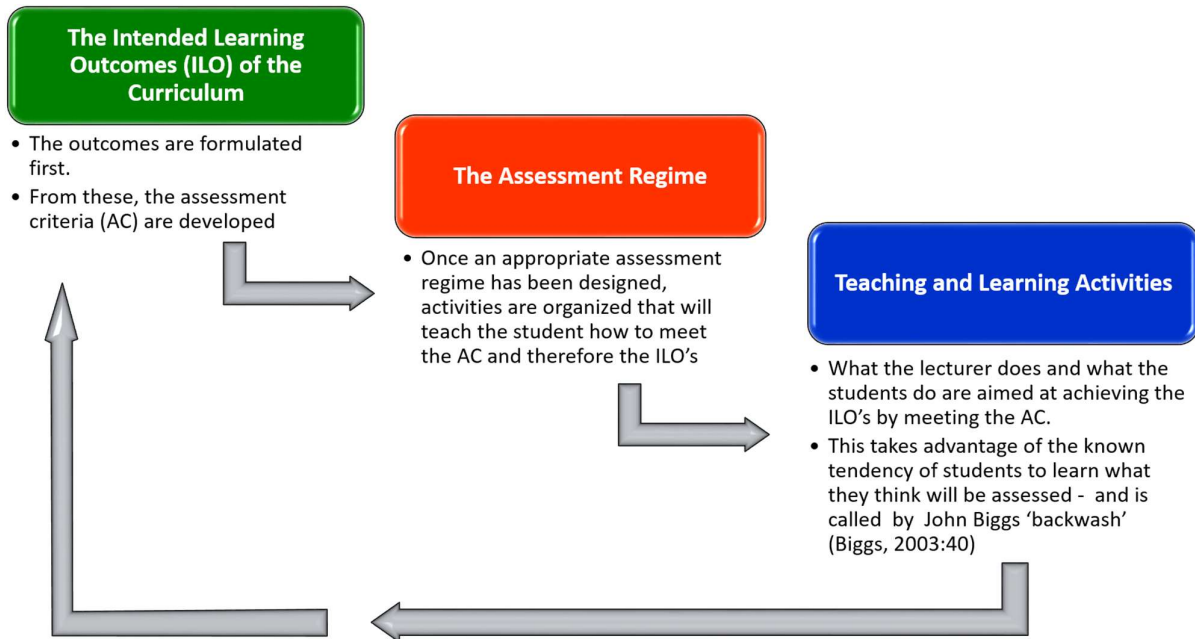 The Intended Learning
Outcomes (ILO) of the
Curriculum
• The outcomes are formulated
first.
• From these, the assessment
criteria (AC) are developed
The Assessment Regime
• Once an appropriate assessment
regime has been designed,
activities are organized that will
teach the student how to meet
the AC and therefore the ILO’s
Teaching and Learning Activities
• What the lecturer does and what the
students do are aimed at achieving the
ILO’s by meeting the AC.
• This takes advantage of the known
tendency of students to learn what
they think will be assessed -  and is
called  by  John Biggs ‘backwash’
(Biggs, 2003:40)